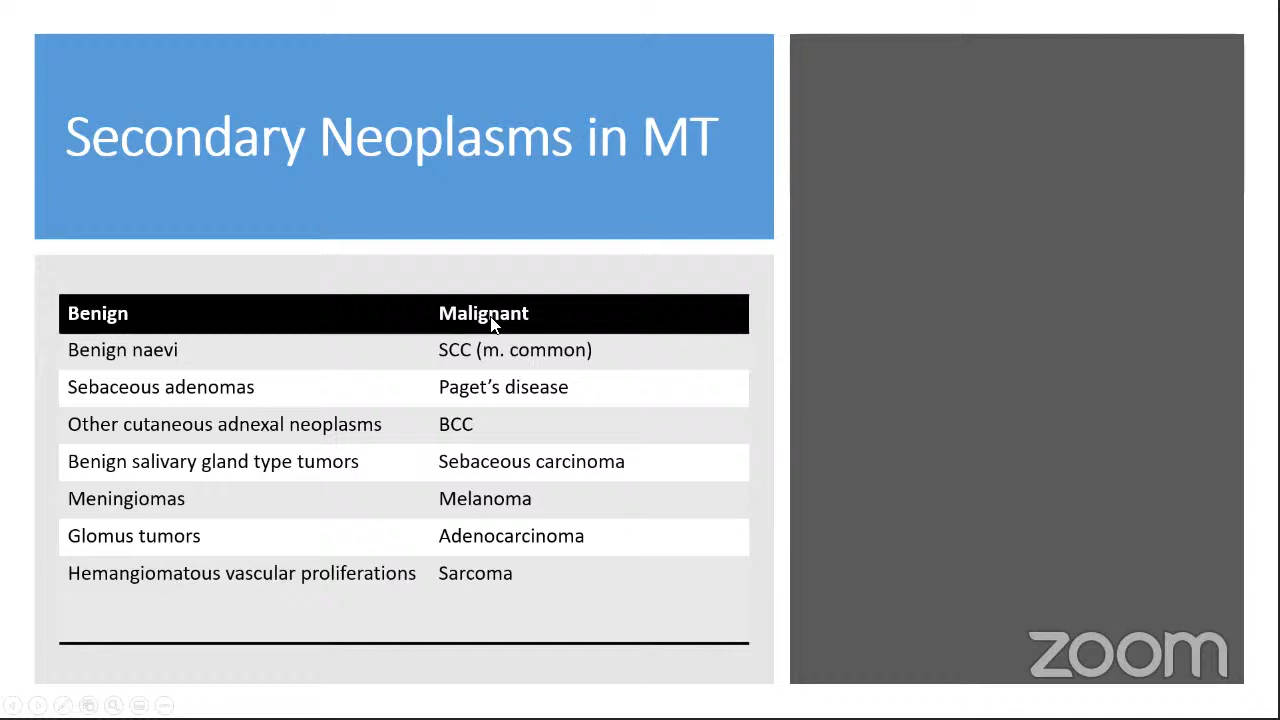 Secondary Neoplasms in MT
Benign Malignant
Benign naevi SCC (m. common)
Sebaceous adenomas Paget's disease
Other cutaneous adnexal neoplasms BCC
Benign salivary gland type tumors Sebaceous carcinoma
Meningiomas Melanoma
Glomus tumors Adenocarcinoma
Hemangiomatous vascular proliferations Sarcoma
zoom